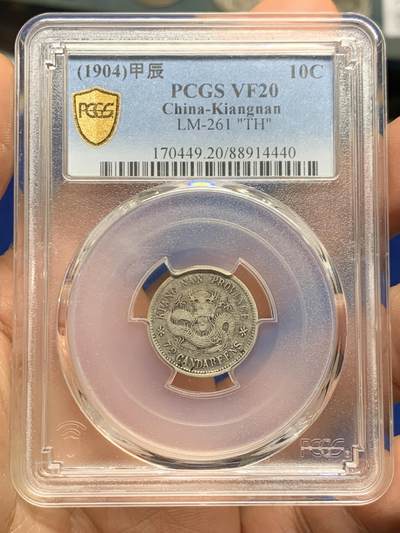 (1904)甲辰 10C
PCGS VF20
China-Kiangnan
LM-261 "TH"
170449.20/88914440
PCGS
KIANG NAN PROVINCE
CANDAREENS
PCGS